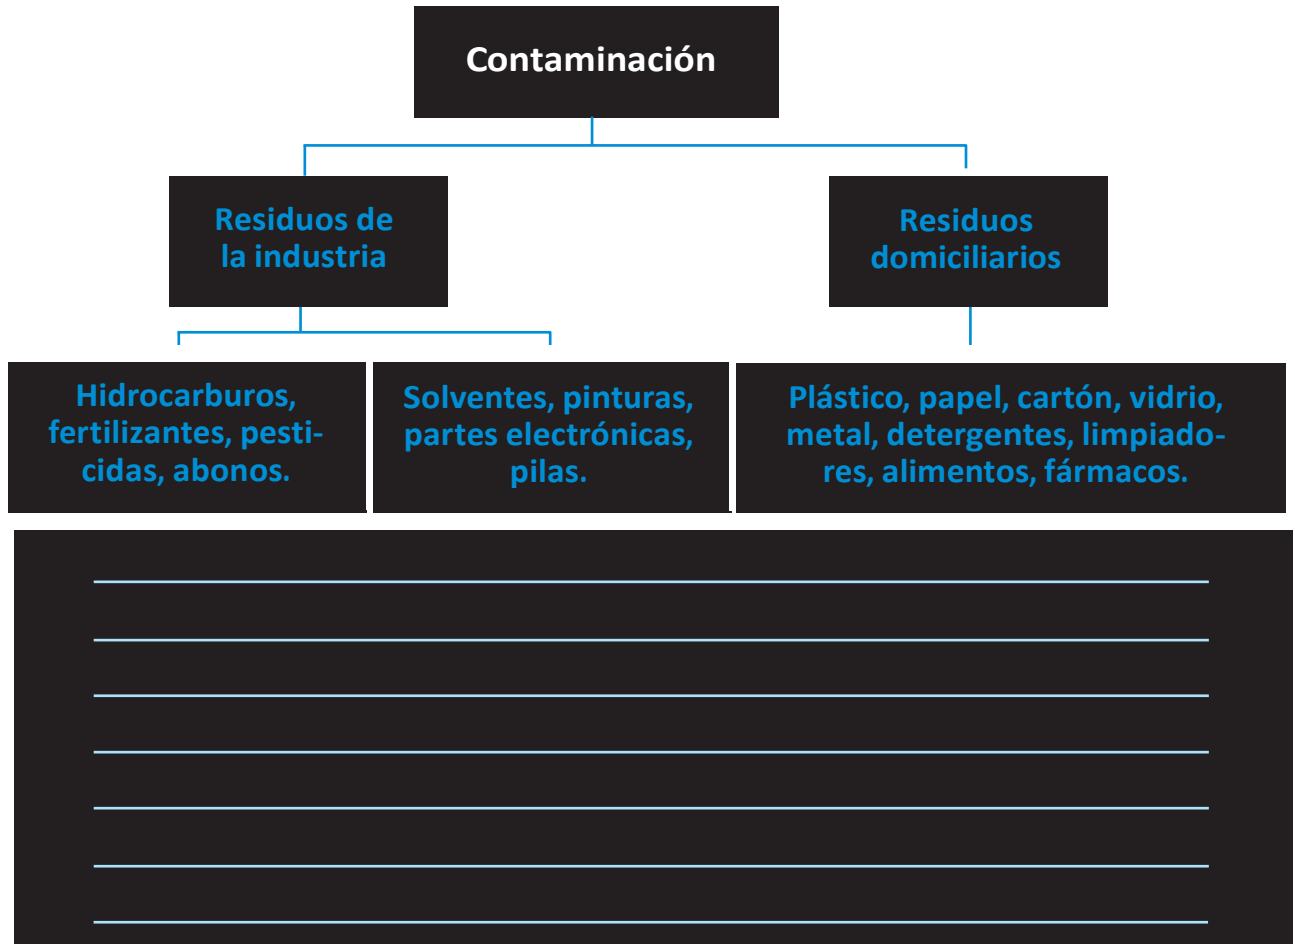 Contaminación
Residuos de
la industria
Residuos
domiciliarios
Hidrocarburos,
fertilizantes, pesti-
cidas, abonos.
Solventes, pinturas,
partes electrónicas,
pilas.
Plástico, papel, cartón, vidrio,
metal, detergentes, limpiado-
res, alimentos, fármacos.